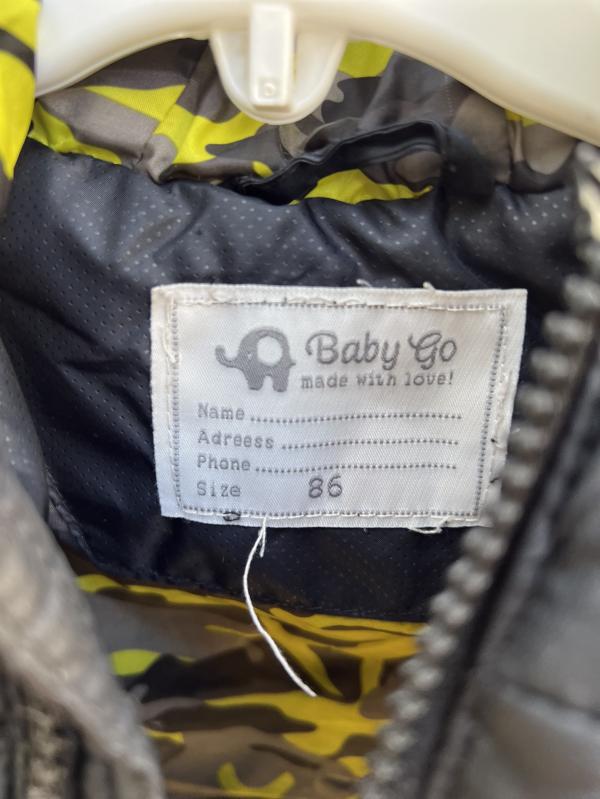 Baby Go
made with love!
Name ........................................
Adreess ..................................
Phone ......................................
Size 86